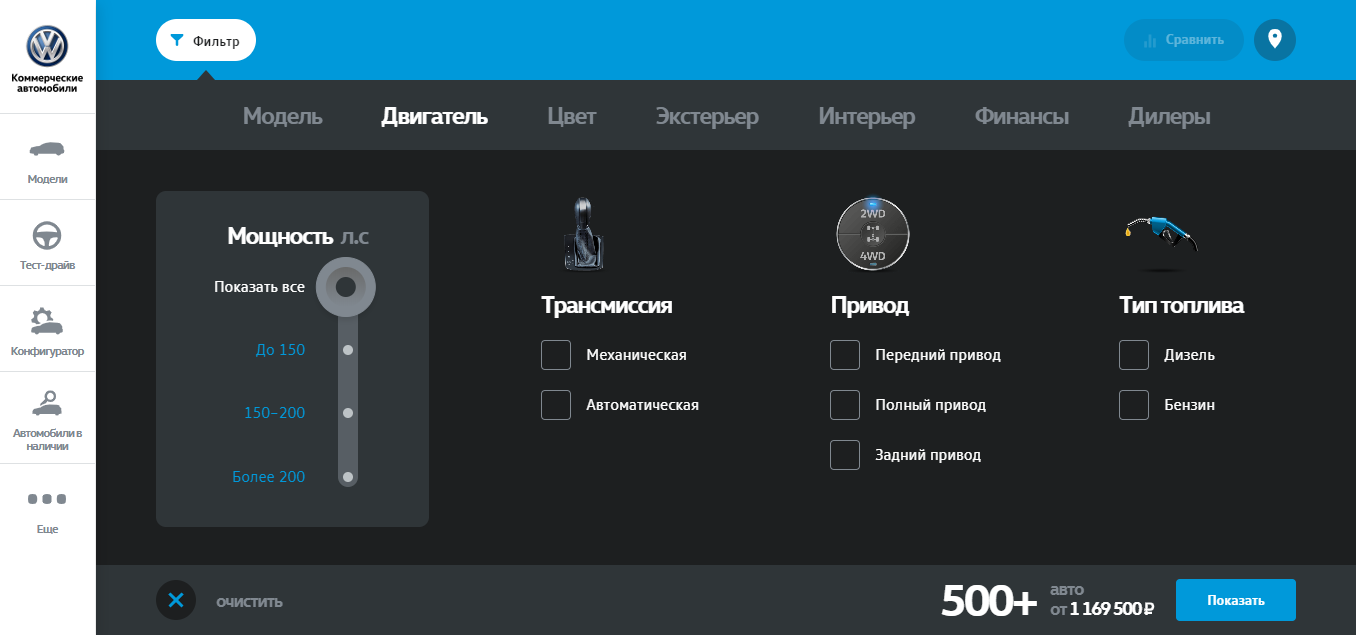 Коммерческие
автомобили
Модели
Тест-драйв
Конфигуратор
Автомобили в
наличии
Еще
Фильтр
Сравнить
Модель
Двигатель
Цвет
Экстерьер
Интерьер
Финансы
Дилеры
Мощность л.с
Показать все
До 150
150–200
Более 200
Трансмиссия
Механическая
Автоматическая
2WD
4WD
Привод
Передний привод
Полный привод
Задний привод
Тип топлива
Дизель
Бензин
очистить
500+
авто
от 1 169 500 ₽
Показать